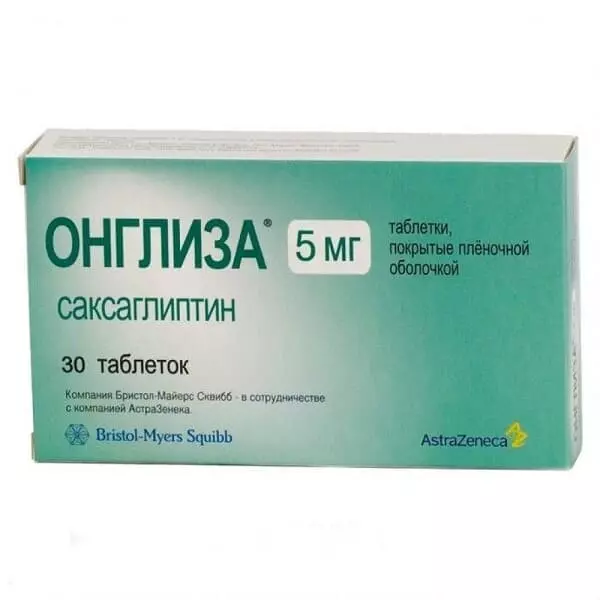 ОНГЛИЗА® 5 мг
таблетки,
покрытые плёночной
оболочкой
саксаглиптин
30 таблеток
Компания Бристол-Майерс Сквибб - в сотрудничестве
с компанией АстраЗенека.
Bristol-Myers Squibb
AstraZeneca